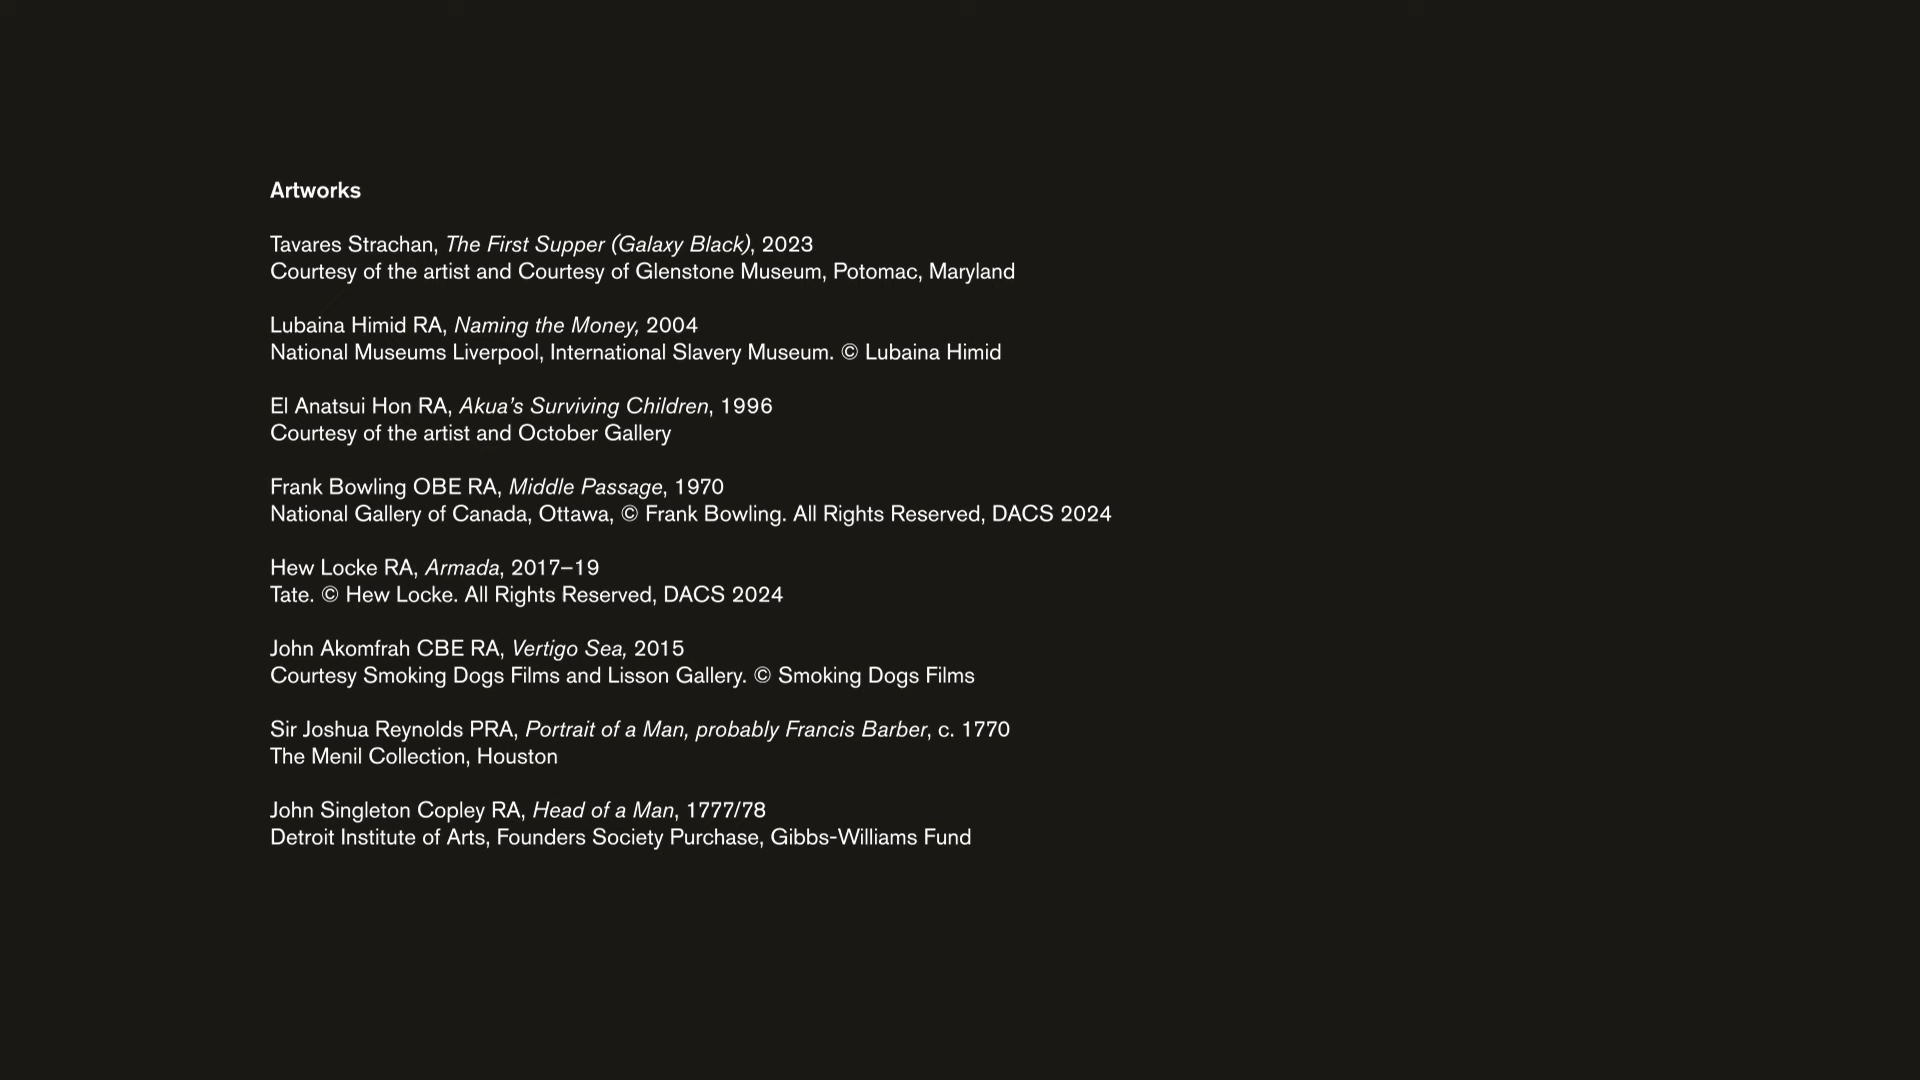 Artworks
Tavares Strachan, The First Supper (Galaxy Black), 2023
Courtesy of the artist and Courtesy of Glenstone Museum, Potomac, Maryland
Lubaina Himid RA, Naming the Money, 2004
National Museums Liverpool, International Slavery Museum. © Lubaina Himid
El Anatsui Hon RA, Akua’s Surviving Children, 1996
Courtesy of the artist and October Gallery
Frank Bowling OBE RA, Middle Passage, 1970
National Gallery of Canada, Ottawa, © Frank Bowling. All Rights Reserved, DACS 2024
Hew Locke RA, Armada, 2017–19
Tate. © Hew Locke. All Rights Reserved, DACS 2024
John Akomfrah CBE RA, Vertigo Sea, 2015
Courtesy Smoking Dogs Films and Lisson Gallery. © Smoking Dogs Films
Sir Joshua Reynolds PRA, Portrait of a Man, probably Francis Barber, c. 1770
The Menil Collection, Houston
John Singleton Copley RA, Head of a Man, 1777/78
Detroit Institute of Arts, Founders Society Purchase, Gibbs-Williams Fund